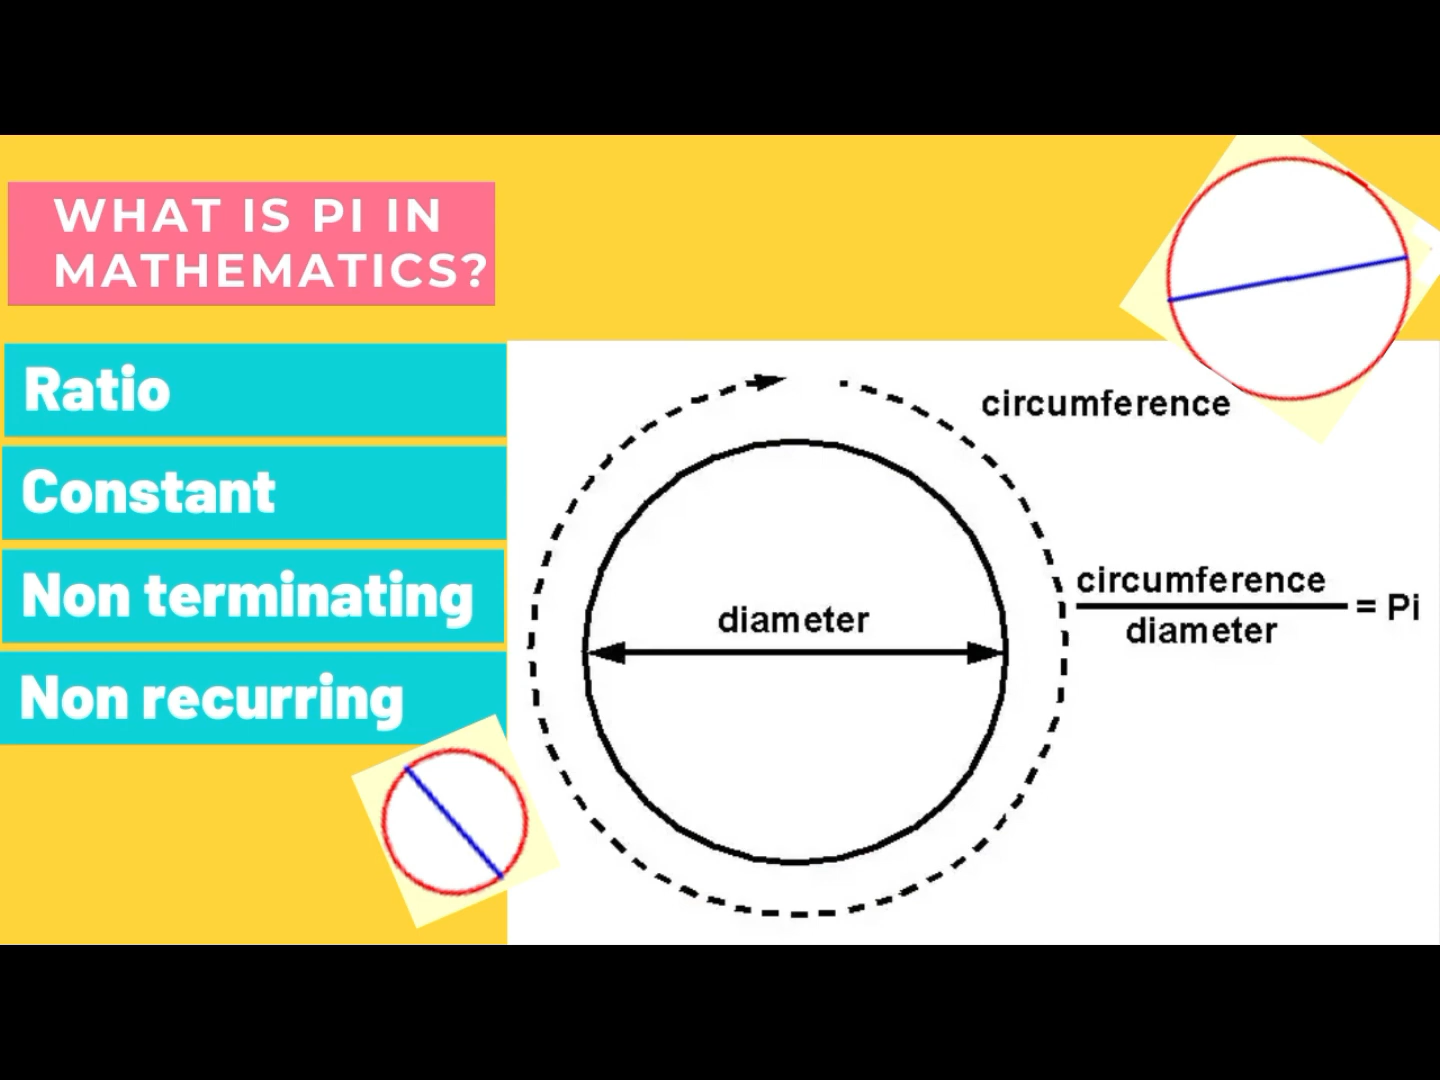 WHAT IS PI IN
MATHEMATICS?
Ratio
Constant
Non terminating
Non recurring
circumference
diameter
circumference
diameter
= Pi